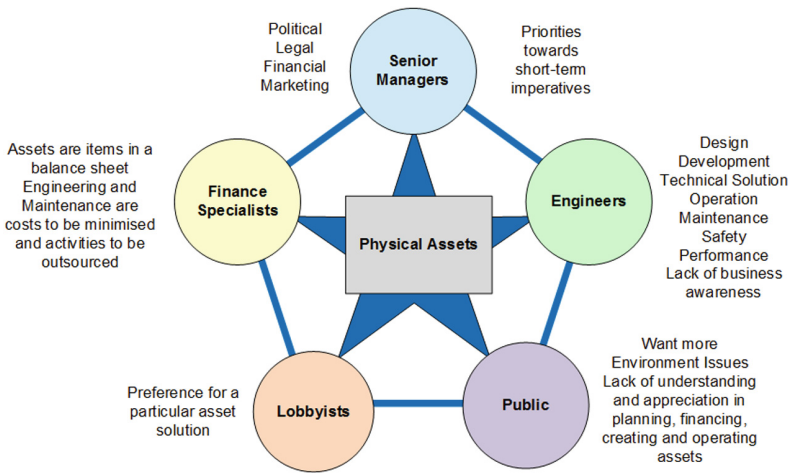 Political
Legal
Financial
Marketing
Senior
Managers
Priorities
towards
short-term
imperatives
Assets are items in a
balance sheet
Engineering and
Maintenance are
costs to be minimised
and activities to be
outsourced
Finance
Specialists
Physical Assets
Engineers
Design
Development
Technical Solution
Operation
Maintenance
Safety
Performance
Lack of business
awareness
Preference for a
particular asset
solution
Lobbyists
Public
Want more
Environment Issues
Lack of understanding
and appreciation in
planning, financing,
creating and operating
assets